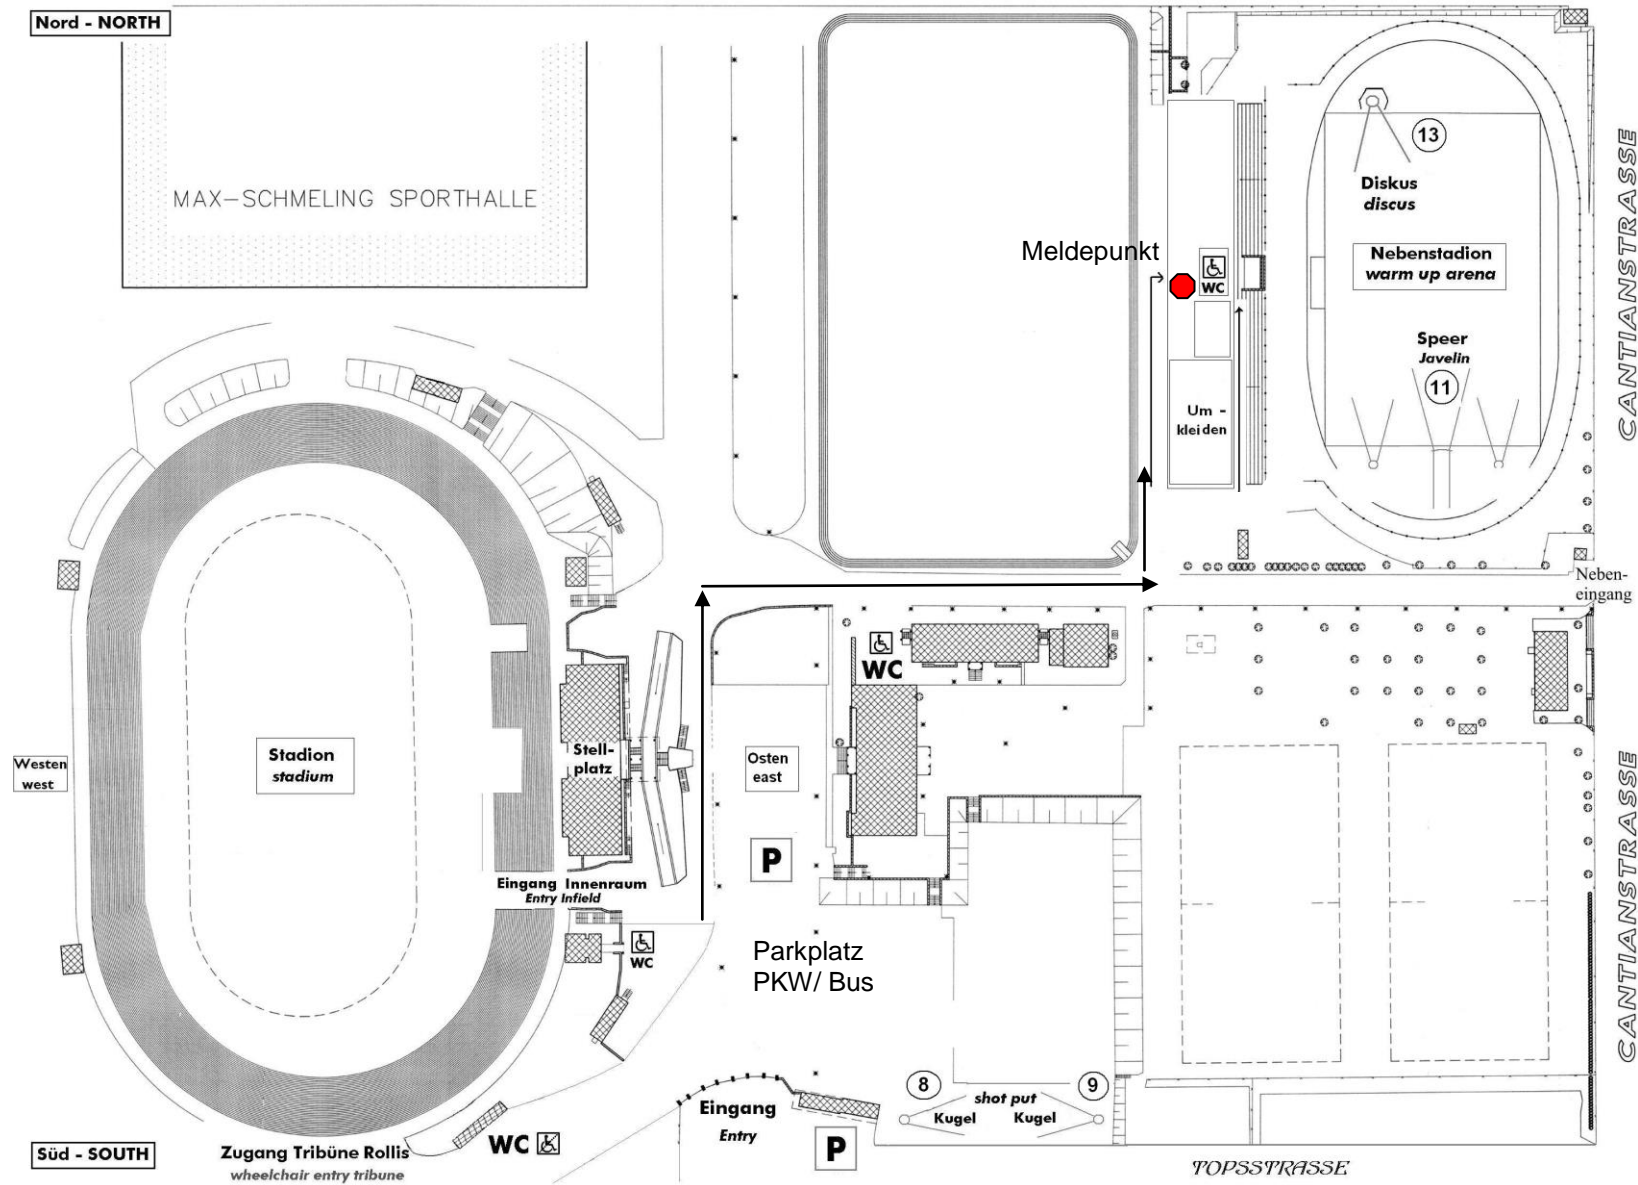 Nord - NORTH
MAX-SCHMELING SPORTHALLE
13
Diskus
discus
CANTIANSTRASSE
Meldepunkt
WC
Nebenstadion
warm up arena
Speer
Javelin
11
Um -
kleiden
Neben-
eingang
WC
Westen
west
Stadion
stadium
Stell-
platz
Osten
east
P
CANTIANSTRASSE
Eingang Innenraum
Entry Infield
WC
Parkplatz
PKW/ Bus
8
9
shot put
Kugel
Kugel
Eingang
Entry
P
Süd - SOUTH
Zugang Tribüne Rollis
wheelchair entry tribune
WC
TOPSSTRASSE